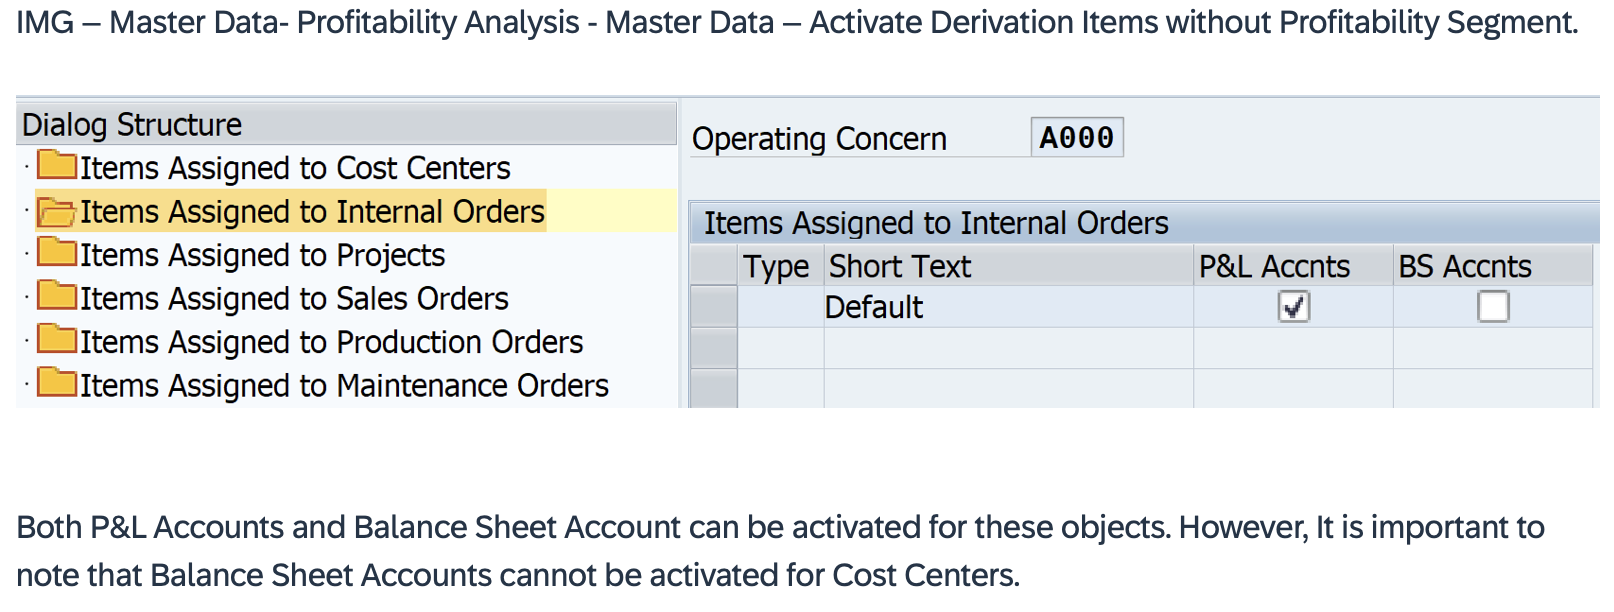 IMG – Master Data- Profitability Analysis - Master Data – Activate Derivation Items without Profitability Segment.
Dialog Structure
Items Assigned to Cost Centers
Items Assigned to Internal Orders
Items Assigned to Projects
Items Assigned to Sales Orders
Items Assigned to Production Orders
Items Assigned to Maintenance Orders
Operating Concern A000
Items Assigned to Internal Orders
Type Short Text P&L Accnts BS Accnts
Default
Both P&L Accounts and Balance Sheet Account can be activated for these objects. However, It is important to
note that Balance Sheet Accounts cannot be activated for Cost Centers.